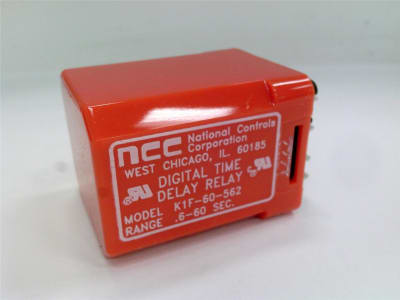 ncc National Controls
Corporation
WEST CHICAGO, IL. 60185
DIGITAL TIME
DELAY RELAY
MODEL K1F-60-562
RANGE .6-60 SEC.